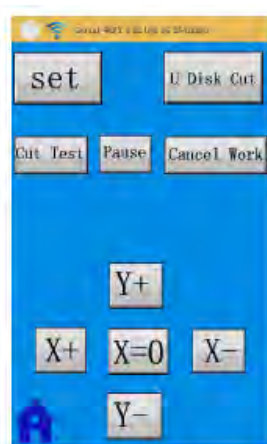 set
U Disk Cut
Cut Test
Pause
Cancel Work
Y+
X+
X=0
X-
Y-